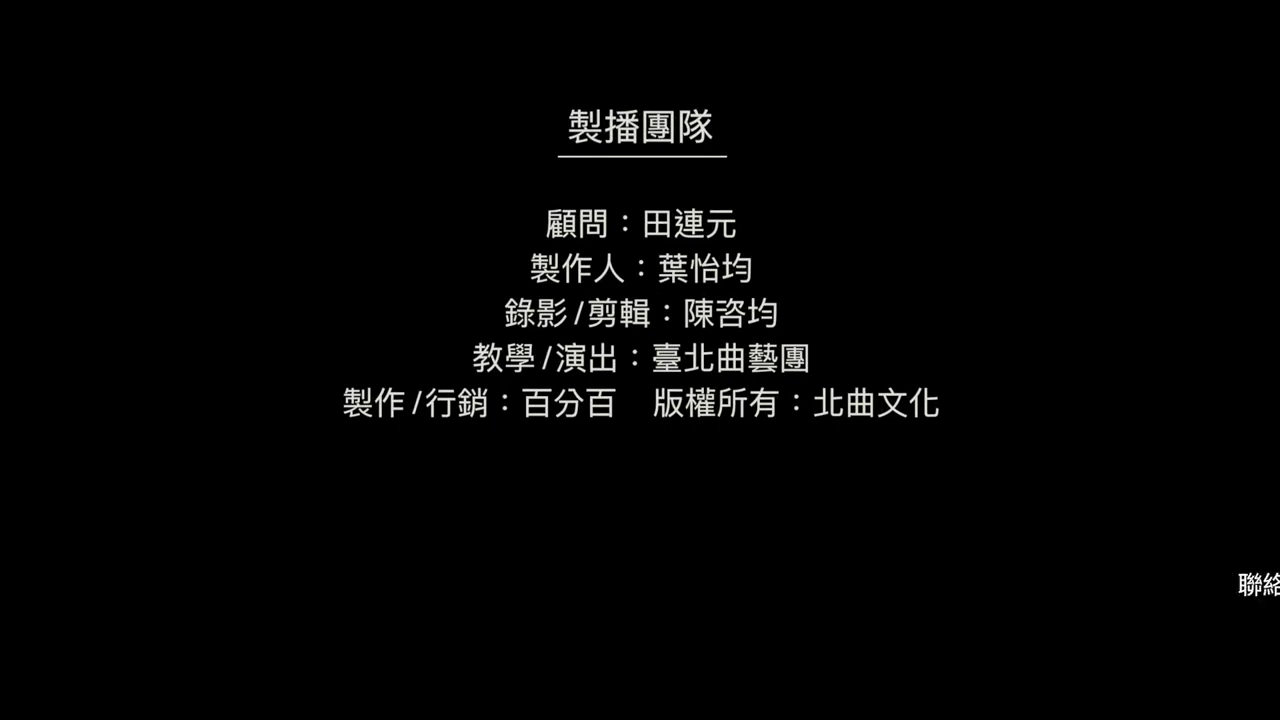 製播團隊
顧問：田連元
製作人：葉怡均
錄影/剪輯：陳咨均
教學/演出：臺北曲藝團
製作/行銷：百分百　版權所有：北曲文化
聯絡